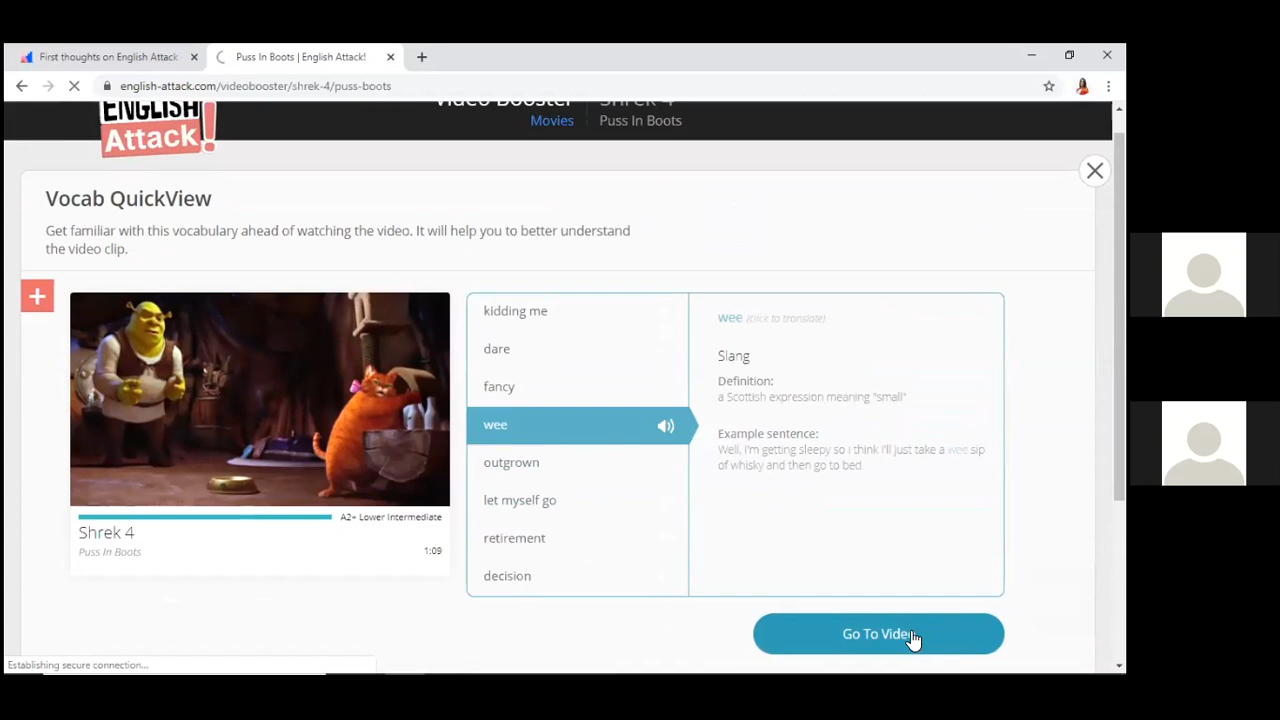 First thoughts on English Attack
Puss In Boots | English Attack!
english-attack.com/videobooster/shrek-4/puss-boots
ENGLISH
Attack!
Video Booster
Movies
Shrek 4
Puss In Boots
Vocab QuickView
Get familiar with this vocabulary ahead of watching the video. It will help you to better understand
the video clip.
A2+ Lower Intermediate
Shrek 4
Puss In Boots
1:09
kidding me
dare
fancy
wee
outgrown
let myself go
retirement
decision
wee (click to translate)
Slang
Definition:
a Scottish expression meaning "small"
Example sentence:
Well, I'm getting sleepy so i think I'll just take a wee sip
of whisky and then go to bed.
Go To Video
Establishing secure connection...